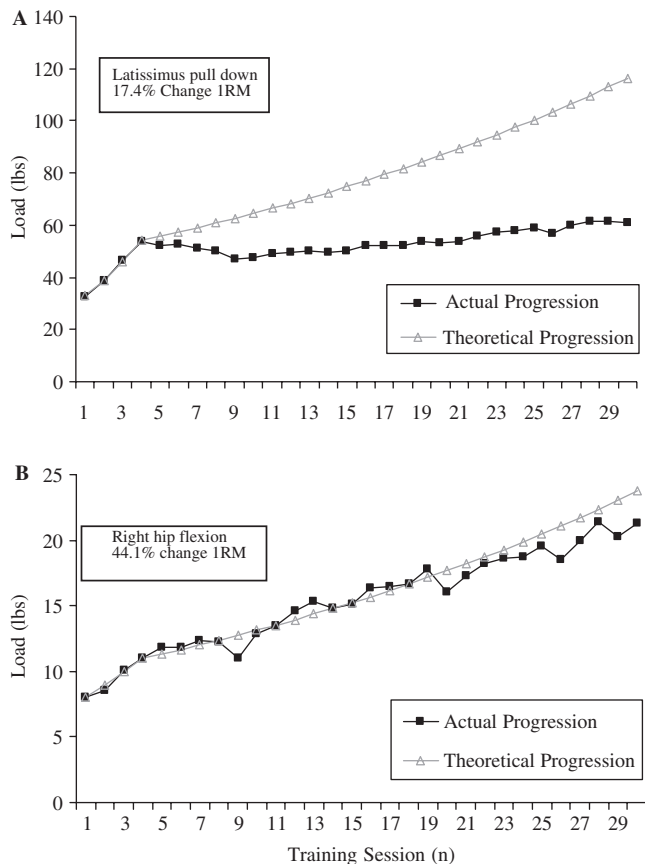 A
140
120
100
80
60
40
20
0
Load (lbs)
Latissimus pull down
17.4% Change 1RM
Actual Progression
Theoretical Progression
1 3 5 7 9 11 13 15 17 19 21 23 25 27 29
B
25
20
15
10
5
0
Load (lbs)
Right hip flexion
44.1% change 1RM
Actual Progression
Theoretical Progression
1 3 5 7 9 11 13 15 17 19 21 23 25 27 29
Training Session (n)